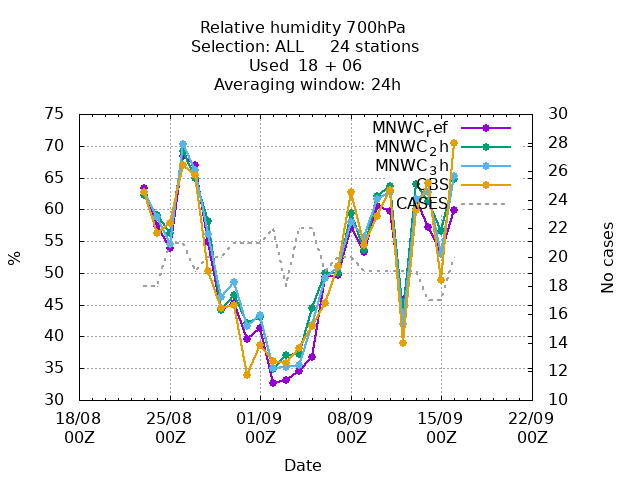 Relative humidity 700hPa
Selection: ALL 24 stations
Used 18 + 06
Averaging window: 24h
75
70
65
60
55
50
45
40
35
30
%
30
28
26
24
22
20
18
16
14
12
10
No cases
MNWC_ref
MNWC_2h
MNWC_3h
OBS
CASES
18/08 25/08 01/09 08/09 15/09 22/09
00Z 00Z 00Z 00Z 00Z 00Z
Date